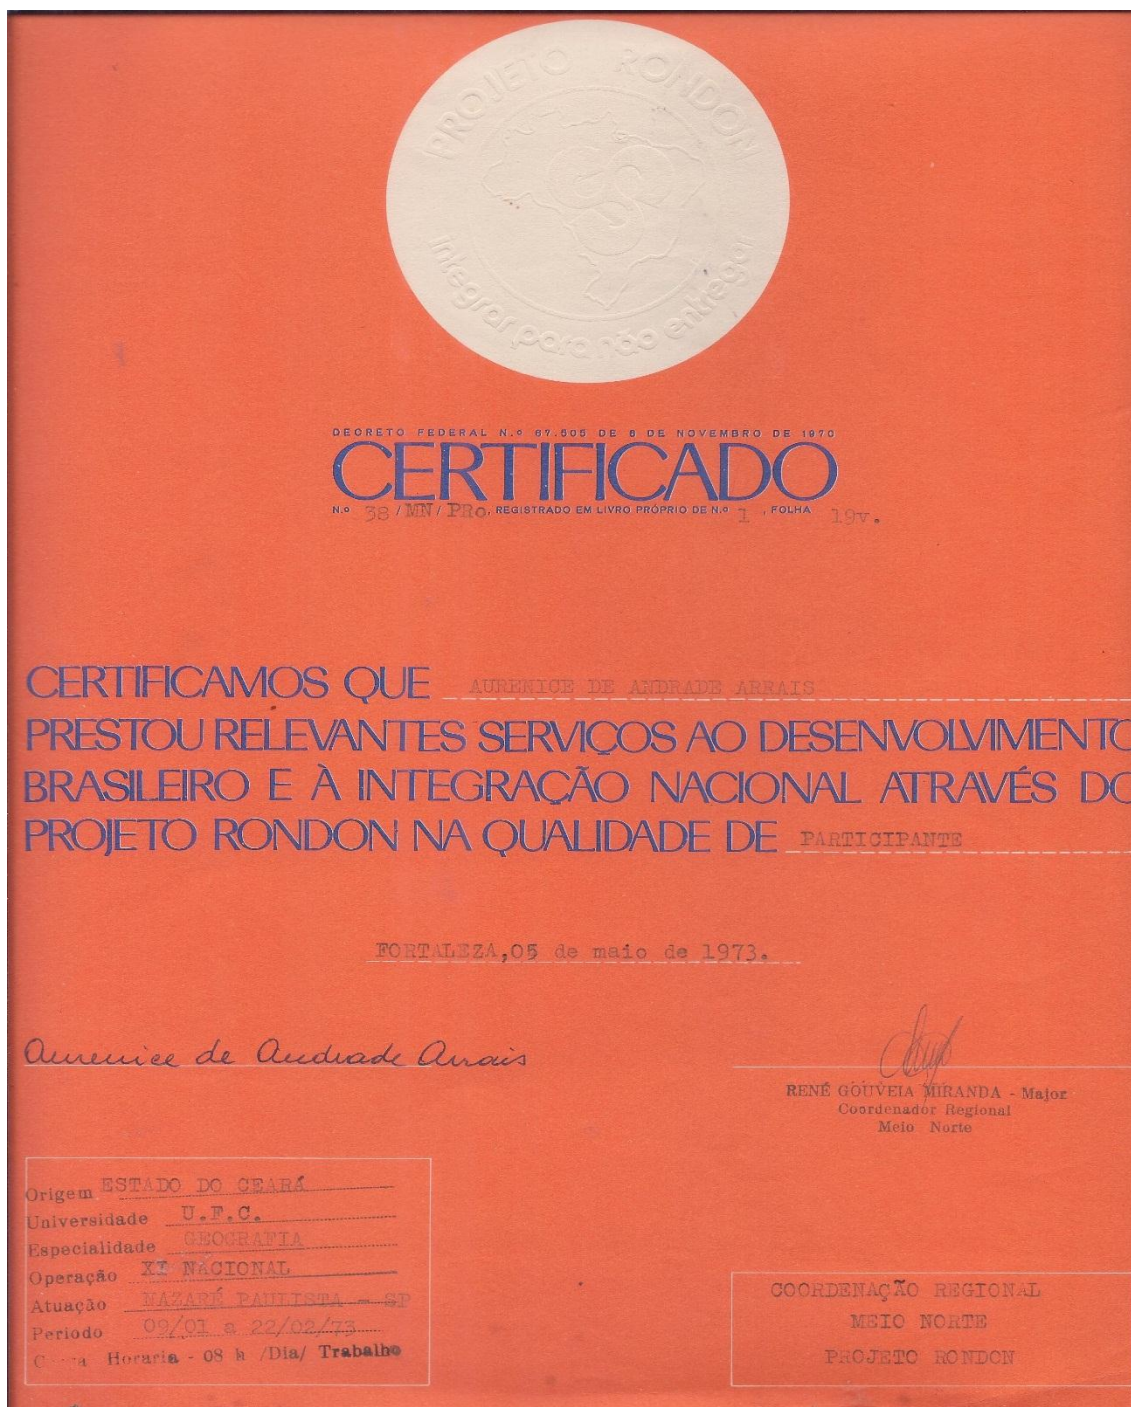 PROJETO RONDON
Integrar para não entregar
DECRETO FEDERAL N.º 67.505 DE 6 DE NOVEMBRO DE 1970
CERTIFICADO
N.º 38 / MN / PRo. REGISTRADO EM LIVRO PRÓPRIO DE N.º 1 , FOLHA 19v.
CERTIFICAMOS QUE AURENICE DE ANDRADE ARRAIS
PRESTOU RELEVANTES SERVIÇOS AO DESENVOLVIMENTO
BRASILEIRO E À INTEGRAÇÃO NACIONAL ATRAVÉS DO
PROJETO RONDON NA QUALIDADE DE PARTICIPANTE
FORTALEZA, 05 de maio de 1973.
Aurenice de Andrade Arrais
RENÉ GOUVEIA MIRANDA - Major
Coordenador Regional
Meio Norte
Origem ESTADO DO CEARÁ
Universidade U.F.C.
Especialidade GEOGRAFIA
Operação XI NACIONAL
Atuação NAZARÉ PAULISTA - SP
Periodo 09/01 a 22/02/73
Carga Horaria - 08 h /Dia/ Trabalho
COORDENAÇÃO REGIONAL
MEIO NORTE
PROJETO RONDON